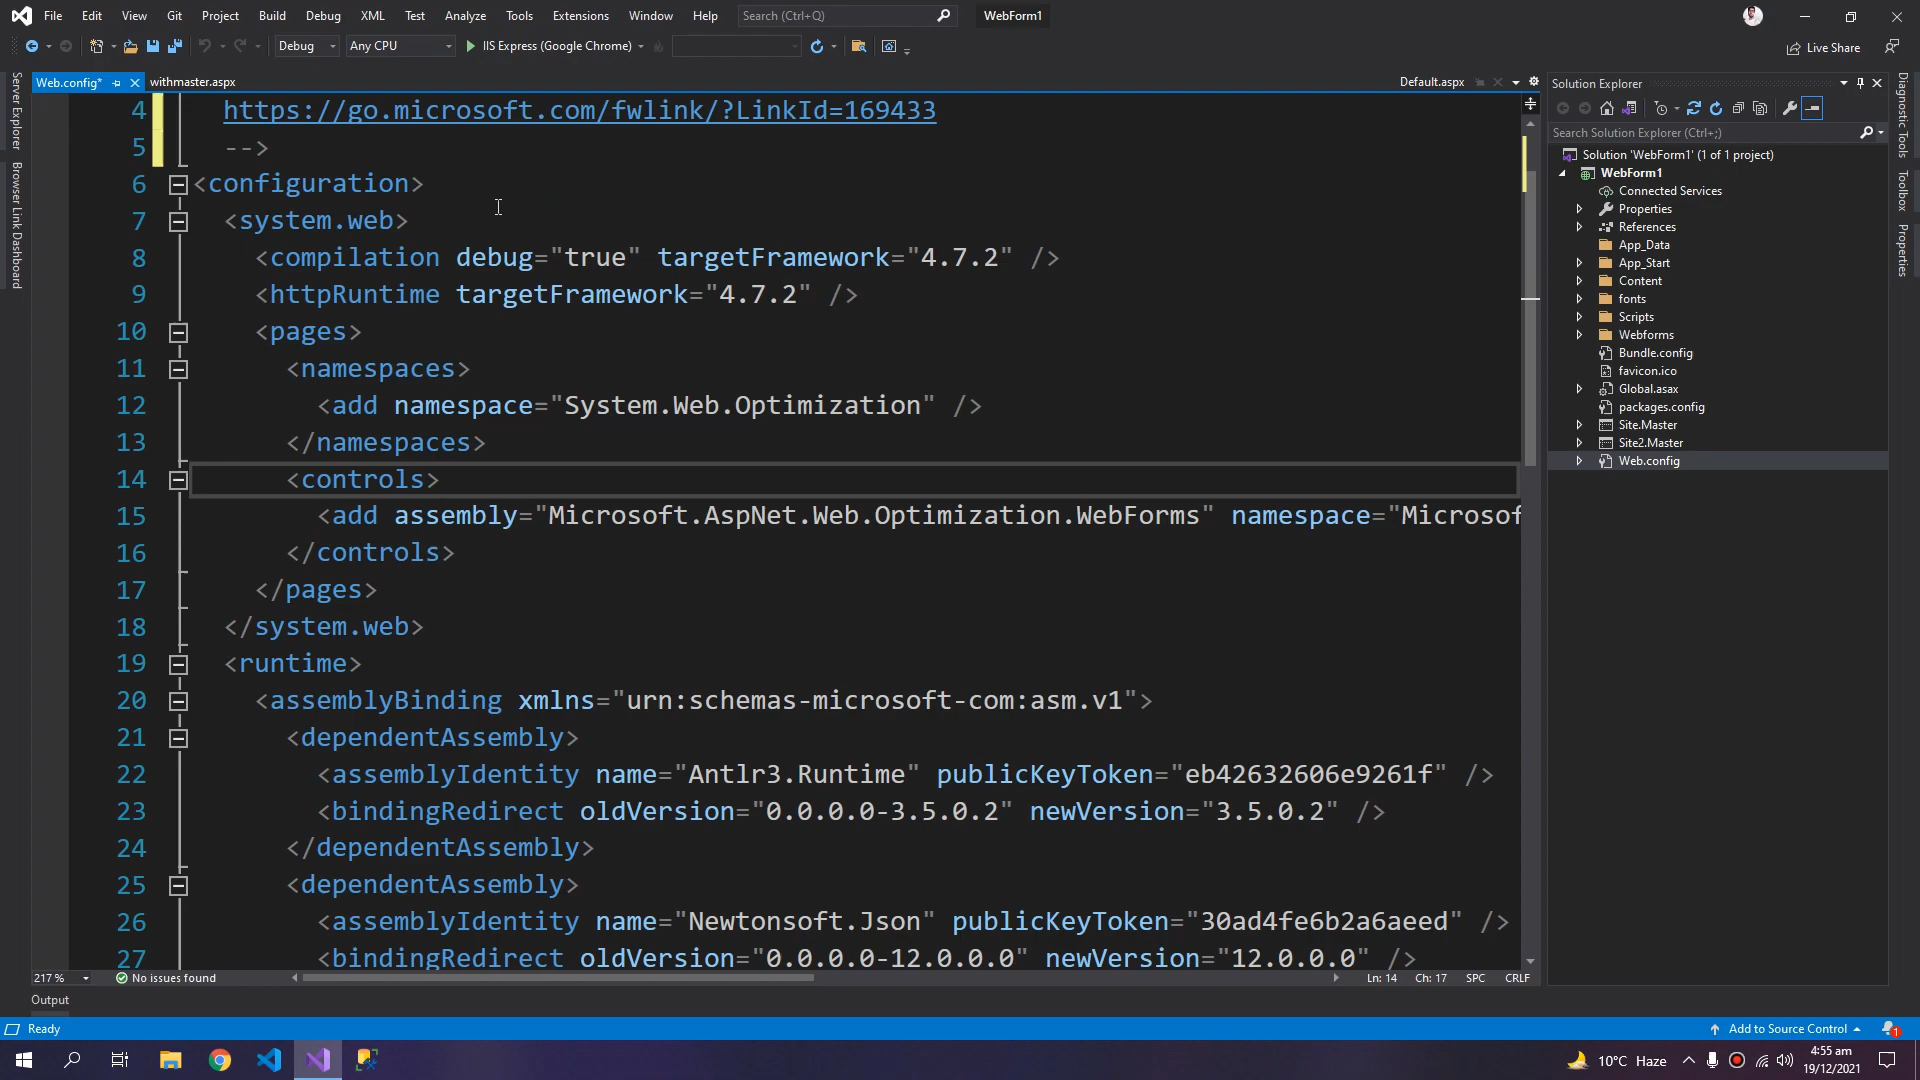 File Edit View Git Project Build Debug XML Test Analyze Tools Extensions Window Help Search (Ctrl+Q) WebForm1
Debug Any CPU IIS Express (Google Chrome) Live Share
Web.config* withmaster.aspx Default.aspx
Server Explorer
Browser Link Dashboard
4 https://go.microsoft.com/fwlink/?LinkId=169433
5 -->
6 <configuration>
7 <system.web>
8 <compilation debug="true" targetFramework="4.7.2" />
9 <httpRuntime targetFramework="4.7.2" />
10 <pages>
11 <namespaces>
12 <add namespace="System.Web.Optimization" />
13 </namespaces>
14 <controls>
15 <add assembly="Microsoft.AspNet.Web.Optimization.WebForms" namespace="Microsof
16 </controls>
17 </pages>
18 </system.web>
19 <runtime>
20 <assemblyBinding xmlns="urn:schemas-microsoft-com:asm.v1">
21 <dependentAssembly>
22 <assemblyIdentity name="Antlr3.Runtime" publicKeyToken="eb42632606e9261f" />
23 <bindingRedirect oldVersion="0.0.0.0-3.5.0.2" newVersion="3.5.0.2" />
24 </dependentAssembly>
25 <dependentAssembly>
26 <assemblyIdentity name="Newtonsoft.Json" publicKeyToken="30ad4fe6b2a6aeed" />
27 <bindingRedirect oldVersion="0.0.0.0-12.0.0.0" newVersion="12.0.0.0" />
217 % No issues found Ln: 14 Ch: 17 SPC CRLF
Solution Explorer
Search Solution Explorer (Ctrl+;)
Solution 'WebForm1' (1 of 1 project)
WebForm1
Connected Services
Properties
References
App_Data
App_Start
Content
fonts
Scripts
Webforms
Bundle.config
favicon.ico
Global.asax
packages.config
Site.Master
Site2.Master
Web.config
Diagnostic Tools
Toolbox
Properties
Output
Ready Add to Source Control 1
10°C Haze 4:55 am
19/12/2021